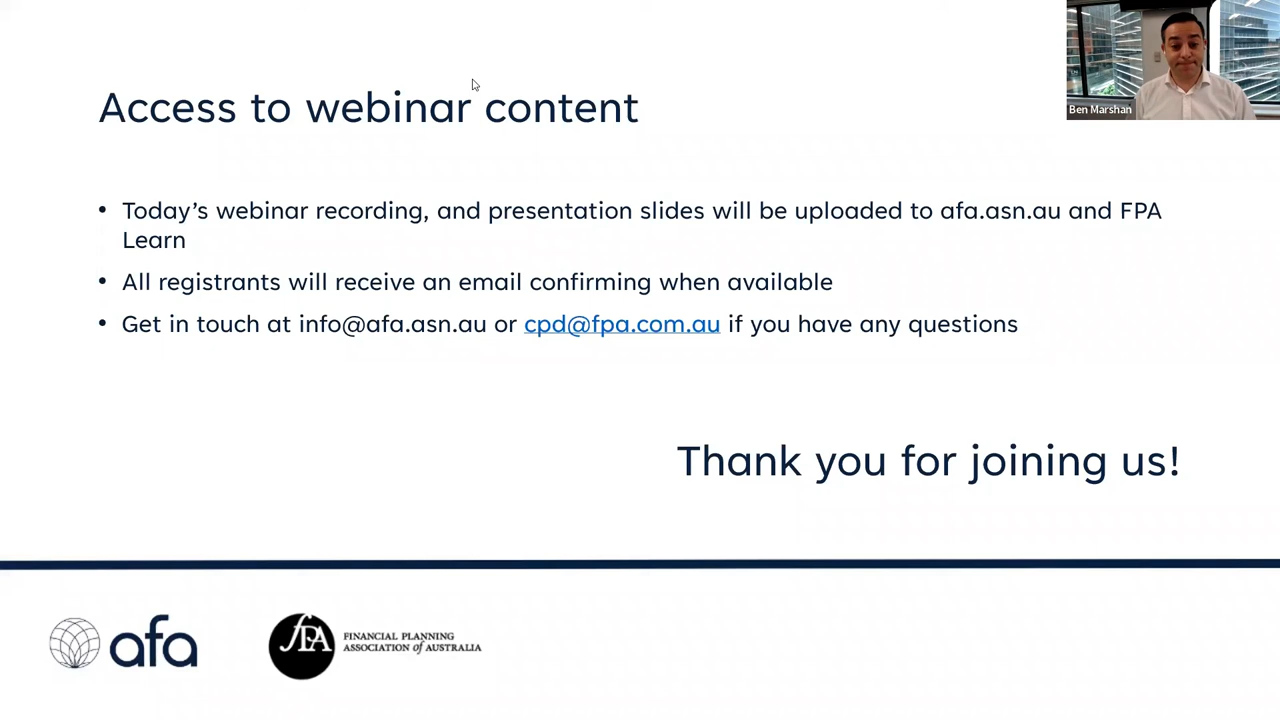 Ben Marshan
Access to webinar content
• Today’s webinar recording, and presentation slides will be uploaded to afa.asn.au and FPA
Learn
• All registrants will receive an email confirming when available
• Get in touch at info@afa.asn.au or cpd@fpa.com.au if you have any questions
Thank you for joining us!
afa
FPA
FINANCIAL PLANNING
ASSOCIATION of AUSTRALIA